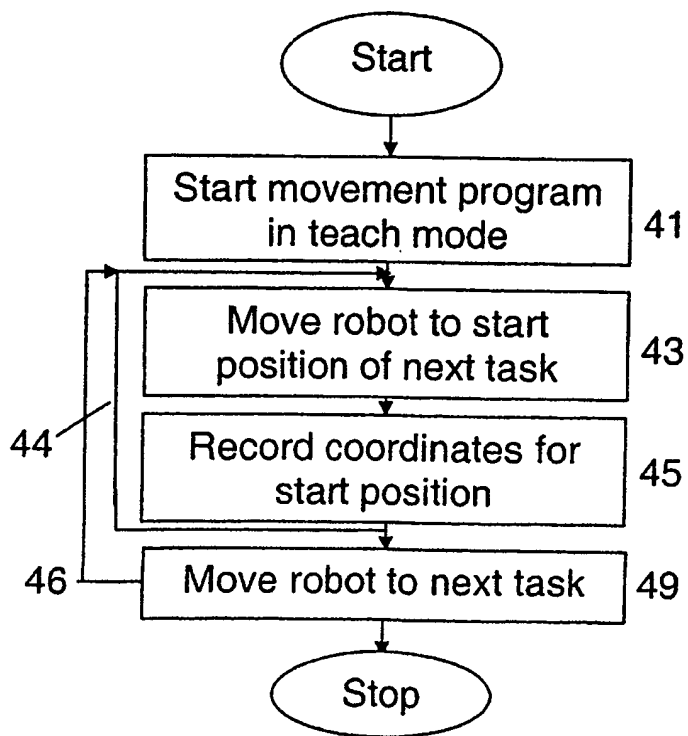 Start
Start movement program
in teach mode
41
Move robot to start
position of next task
43
44
Record coordinates for
start position
45
46
Move robot to next task
49
Stop